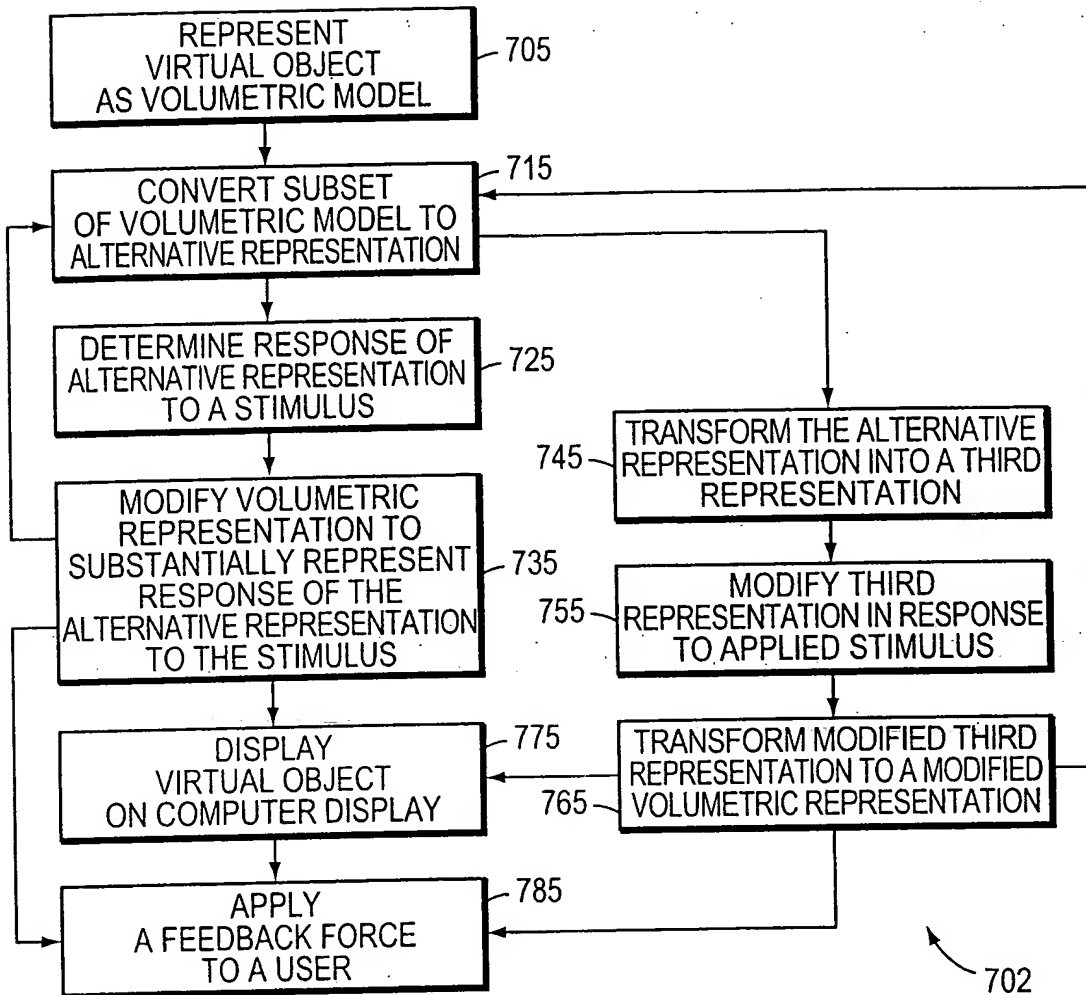 REPRESENT
VIRTUAL OBJECT
AS VOLUMETRIC MODEL
705
CONVERT SUBSET
OF VOLUMETRIC MODEL TO
ALTERNATIVE REPRESENTATION
715
DETERMINE RESPONSE OF
ALTERNATIVE REPRESENTATION
TO A STIMULUS
725
MODIFY VOLUMETRIC
REPRESENTATION TO
SUBSTANTIALLY REPRESENT
RESPONSE OF THE
ALTERNATIVE REPRESENTATION
TO THE STIMULUS
735
TRANSFORM THE ALTERNATIVE
REPRESENTATION INTO A THIRD
REPRESENTATION
745
MODIFY THIRD
REPRESENTATION IN RESPONSE
TO APPLIED STIMULUS
755
TRANSFORM MODIFIED THIRD
REPRESENTATION TO A MODIFIED
VOLUMETRIC REPRESENTATION
765
DISPLAY
VIRTUAL OBJECT
ON COMPUTER DISPLAY
775
APPLY
A FEEDBACK FORCE
TO A USER
785
702